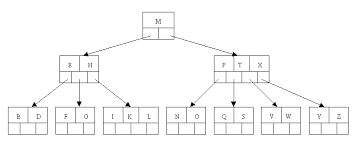 M
E H P T X
B D F G I K L N O Q S V W Y Z